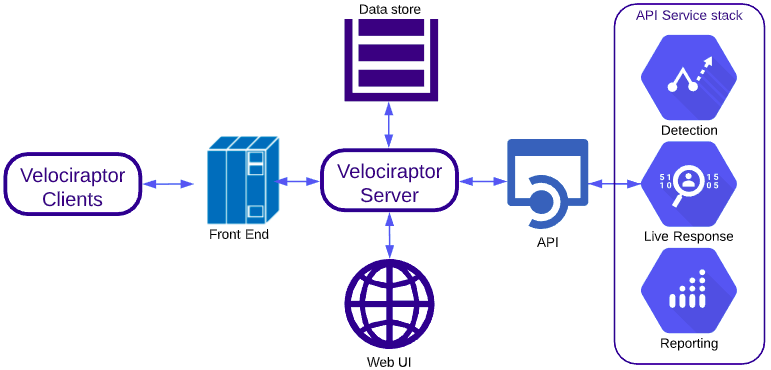 Data store
API Service stack
Detection
Velociraptor
Clients
Front End
Velociraptor
Server
API
51 15
10 05
Live Response
Web UI
Reporting